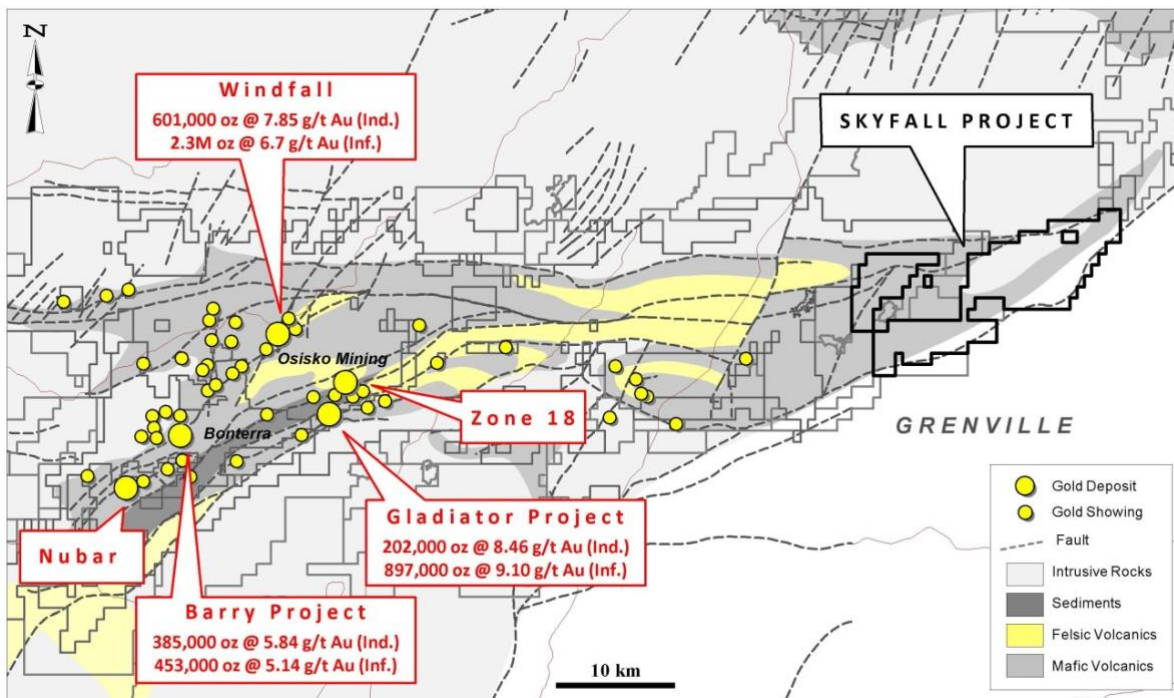 N
Windfall
601,000 oz @ 7.85 g/t Au (Ind.)
2.3M oz @ 6.7 g/t Au (Inf.)
SKYFALL PROJECT
Osisko Mining
Zone 18
Bonterra
GRENVILLE
Gladiator Project
202,000 oz @ 8.46 g/t Au (Ind.)
897,000 oz @ 9.10 g/t Au (Inf.)
Nubar
Barry Project
385,000 oz @ 5.84 g/t Au (Ind.)
453,000 oz @ 5.14 g/t Au (Inf.)
10 km
Gold Deposit
Gold Showing
Fault
Intrusive Rocks
Sediments
Felsic Volcanics
Mafic Volcanics